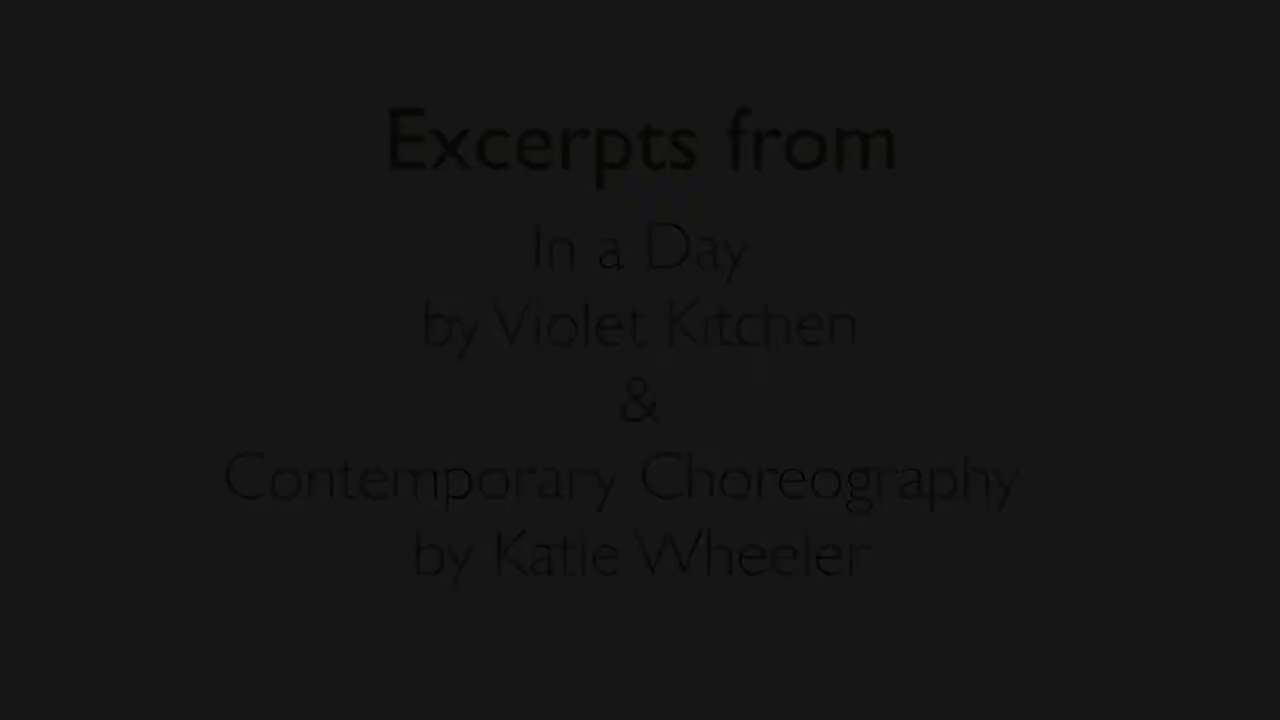 Excerpts from
In a Day
by Violet Kitchen
&
Contemporary Choreography
by Katie Wheeler